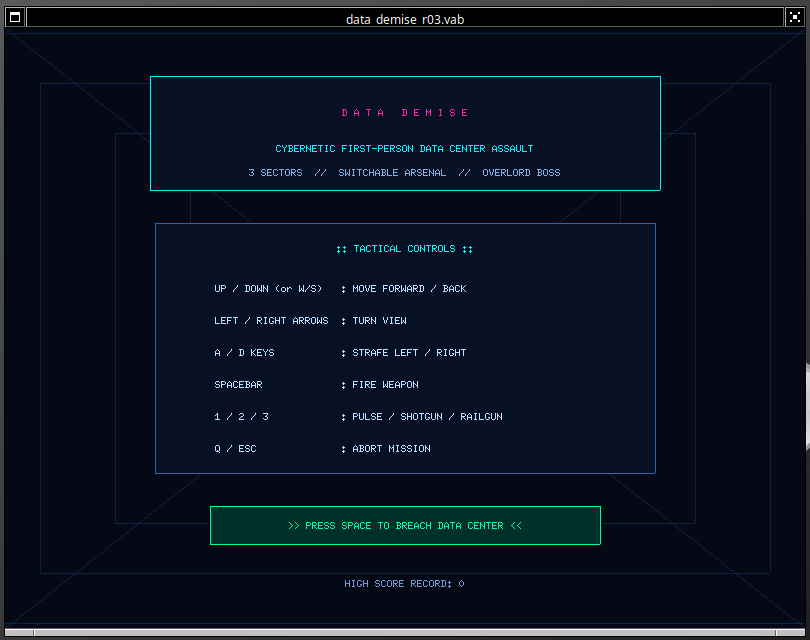 data_demise_r03.vab
DATA DEMISE
CYBERNETIC FIRST-PERSON DATA CENTER ASSAULT
3 SECTORS // SWITCHABLE ARSENAL // OVERLORD BOSS
:: TACTICAL CONTROLS ::
UP / DOWN (or W/S) : MOVE FORWARD / BACK
LEFT / RIGHT ARROWS : TURN VIEW
A / D KEYS : STRAFE LEFT / RIGHT
SPACEBAR : FIRE WEAPON
1 / 2 / 3 : PULSE / SHOTGUN / RAILGUN
Q / ESC : ABORT MISSION
>> PRESS SPACE TO BREACH DATA CENTER <<
HIGH SCORE RECORD: 0